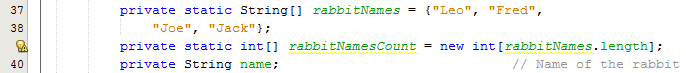 37 private static String[] rabbitNames = {"Leo", "Fred",
38 "Joe", "Jack"};
private static int[] rabbitNamesCount = new int[rabbitNames.length];
40 private String name; // Name of the rabbit